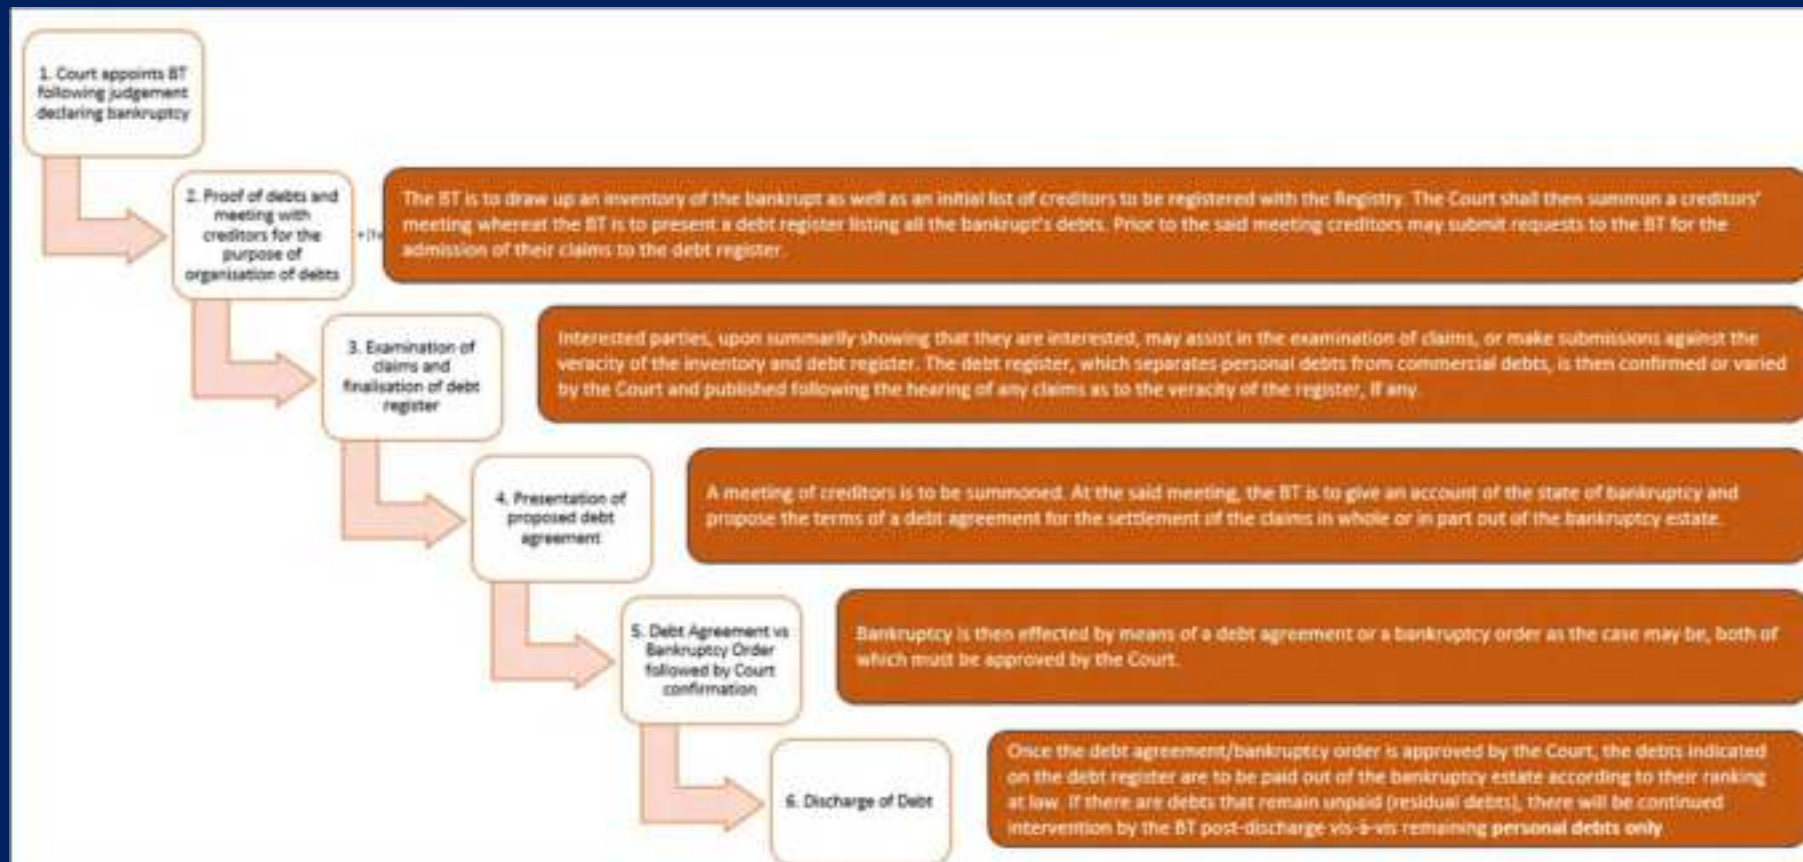 1. Court appoints BT
following judgement
declaring bankruptcy
2. Proof of debts and
meeting with
creditors for the
purpose of
organisation of debts
The BT is to draw up an inventory of the bankrupt as well as an initial list of creditors to be registered with the Registry. The Court shall then summon a creditors'
meeting whereat the BT is to present a debt register listing all the bankrupt's debts. Prior to the said meeting creditors may submit requests to the BT for the
admission of their claims to the debt register.
3. Examination of
claims and
finalisation of debt
register
Interested parties, upon summarily showing that they are interested, may assist in the examination of claims, or make submissions against the
veracity of the inventory and debt register. The debt register, which separates personal debts from commercial debts, is then confirmed or varied
by the Court and published following the hearing of any claims to the veracity of the register, if any.
4. Presentation of
proposed debt
agreement
A meeting of creditors is to be summoned. At the said meeting, the BT is to give an account of the state of bankruptcy and
propose the terms of a debt agreement for the settlement of the claims in whole or in part out of the bankruptcy estate.
5. Debt Agreement vs
Bankruptcy Order
followed by Court
confirmation
Bankruptcy is then effected by means of a debt agreement or a bankruptcy order as the case may be, both of
which must be approved by the Court.
6. Discharge of Debt
Once the debt agreement/bankruptcy order is approved by the Court, the debts indicated
on the debt register are to be paid out of the bankruptcy estate according to their ranking
at law. If there are debts that remain unpaid (residual debts), there will be continued
intervention by the BT post-discharge vis-à-vis remaining personal debts only